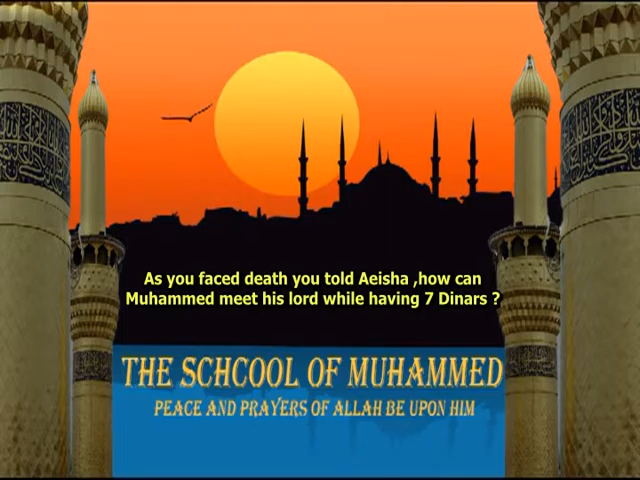 As you faced death you told Aeisha ,how can
Muhammed meet his lord while having 7 Dinars ?
THE SCHCOOL OF MUHAMMED
PEACE AND PRAYERS OF ALLAH BE UPON HIM